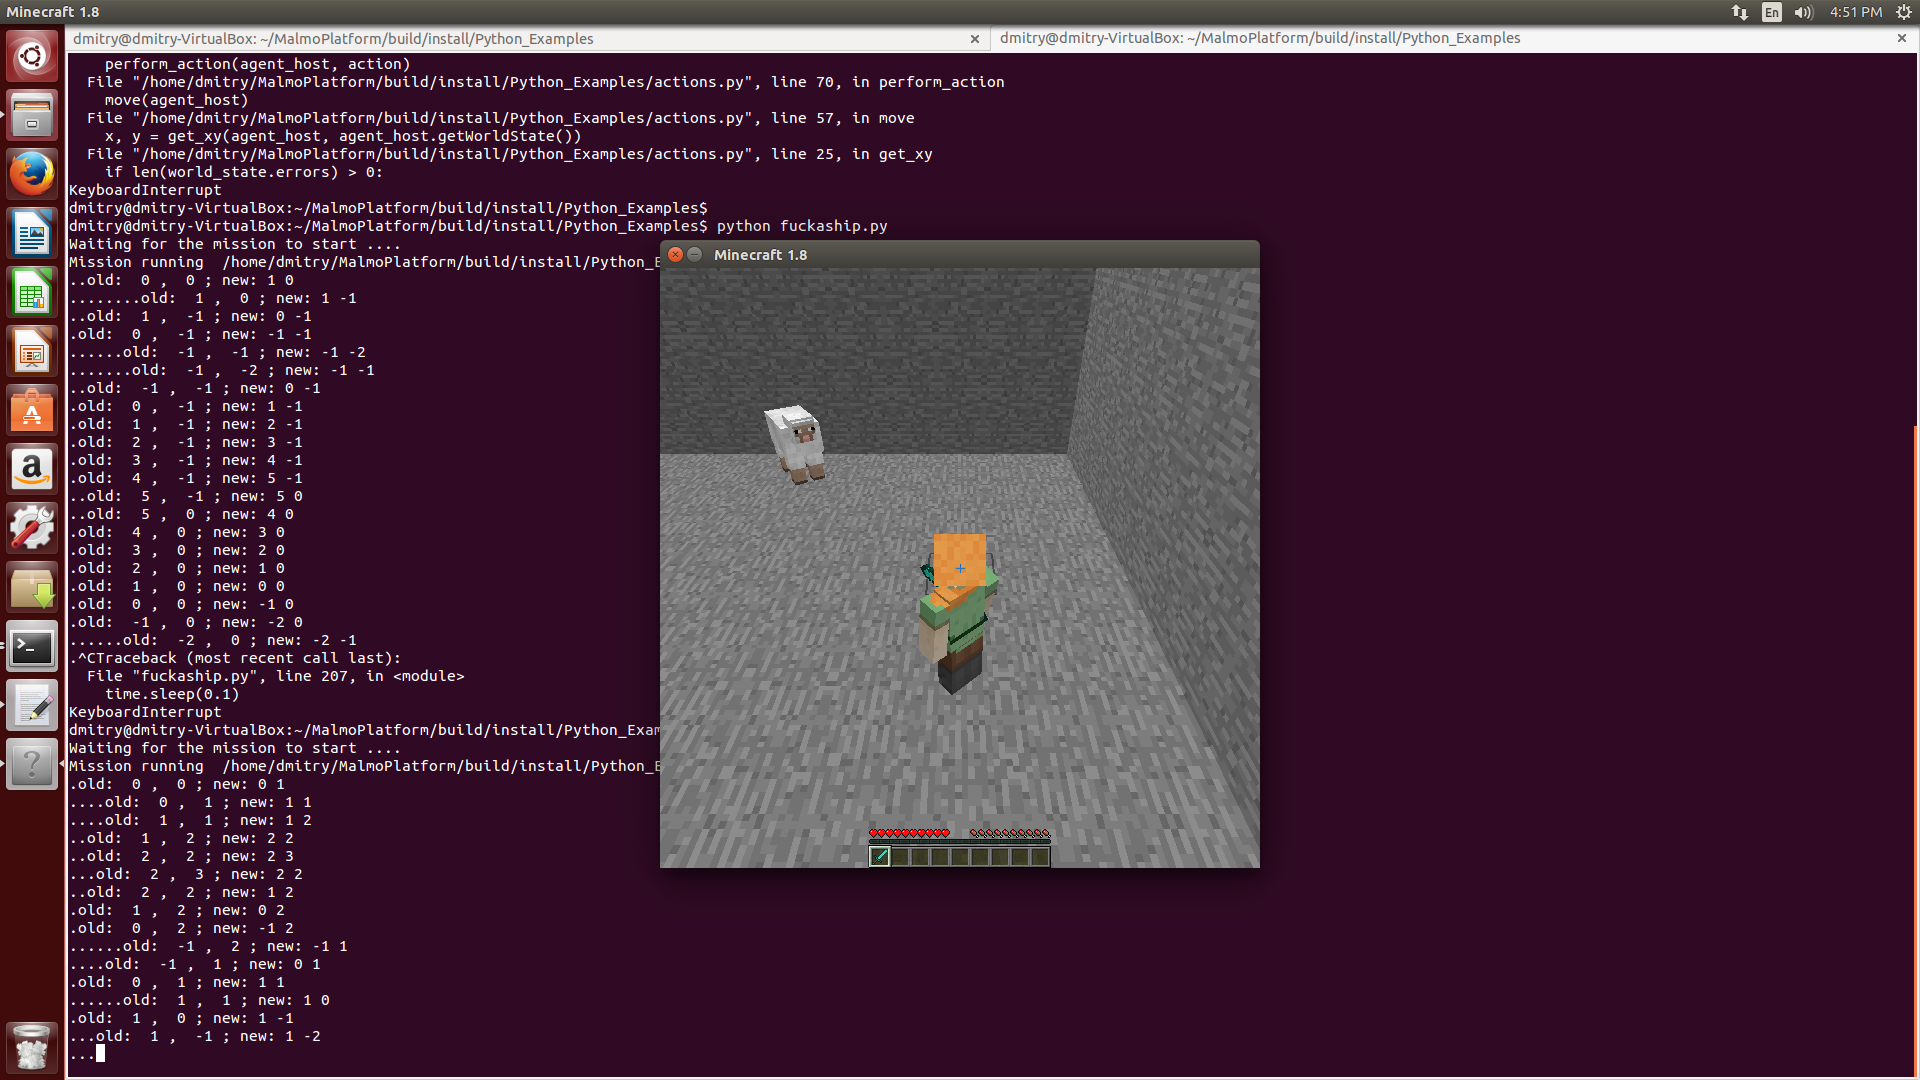 Minecraft 1.8
En
4:51 PM
dmitry@dmitry-VirtualBox: ~/MalmoPlatform/build/install/Python_Examples
dmitry@dmitry-VirtualBox: ~/MalmoPlatform/build/install/Python_Examples
perform_action(agent_host, action)
File "/home/dmitry/MalmoPlatform/build/install/Python_Examples/actions.py", line 70, in perform_action
move(agent_host)
File "/home/dmitry/MalmoPlatform/build/install/Python_Examples/actions.py", line 57, in move
x, y = get_xy(agent_host, agent_host.getWorldState())
File "/home/dmitry/MalmoPlatform/build/install/Python_Examples/actions.py", line 25, in get_xy
if len(world_state.errors) > 0:
KeyboardInterrupt
dmitry@dmitry-VirtualBox:~/MalmoPlatform/build/install/Python_Examples$
dmitry@dmitry-VirtualBox:~/MalmoPlatform/build/install/Python_Examples$ python fuckaship.py
Waiting for the mission to start ....
Mission running  /home/dmitry/MalmoPlatform/build/install/Python_E
..old:  0 ,  0 ; new: 1 0
........old:  1 ,  0 ; new: 1 -1
..old:  1 ,  -1 ; new: 0 -1
.old:  0 ,  -1 ; new: -1 -1
......old:  -1 ,  -1 ; new: -1 -2
.......old:  -1 ,  -2 ; new: -1 -1
..old:  -1 ,  -1 ; new: 0 -1
.old:  0 ,  -1 ; new: 1 -1
.old:  1 ,  -1 ; new: 2 -1
.old:  2 ,  -1 ; new: 3 -1
.old:  3 ,  -1 ; new: 4 -1
.old:  4 ,  -1 ; new: 5 -1
..old:  5 ,  -1 ; new: 5 0
..old:  5 ,  0 ; new: 4 0
.old:  4 ,  0 ; new: 3 0
.old:  3 ,  0 ; new: 2 0
.old:  2 ,  0 ; new: 1 0
.old:  1 ,  0 ; new: 0 0
.old:  0 ,  0 ; new: -1 0
.old:  -1 ,  0 ; new: -2 0
......old:  -2 ,  0 ; new: -2 -1
.^CTraceback (most recent call last):
File "fuckaship.py", line 207, in <module>
time.sleep(0.1)
KeyboardInterrupt
dmitry@dmitry-VirtualBox:~/MalmoPlatform/build/install/Python_Exam
Waiting for the mission to start ....
Mission running  /home/dmitry/MalmoPlatform/build/install/Python_E
.old:  0 ,  0 ; new: 0 1
....old:  0 ,  1 ; new: 1 1
....old:  1 ,  1 ; new: 1 2
..old:  1 ,  2 ; new: 2 2
..old:  2 ,  2 ; new: 2 3
...old:  2 ,  3 ; new: 2 2
..old:  2 ,  2 ; new: 1 2
.old:  1 ,  2 ; new: 0 2
.old:  0 ,  2 ; new: -1 2
......old:  -1 ,  2 ; new: -1 1
....old:  -1 ,  1 ; new: 0 1
.old:  0 ,  1 ; new: 1 1
......old:  1 ,  1 ; new: 1 0
.old:  1 ,  0 ; new: 1 -1
...old:  1 ,  -1 ; new: 1 -2
...
Minecraft 1.8